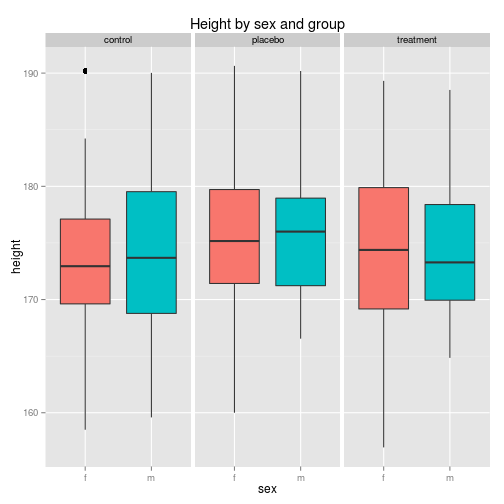 Height by sex and group
control placebo treatment
190
180
170
160
height
f m f m f m
sex